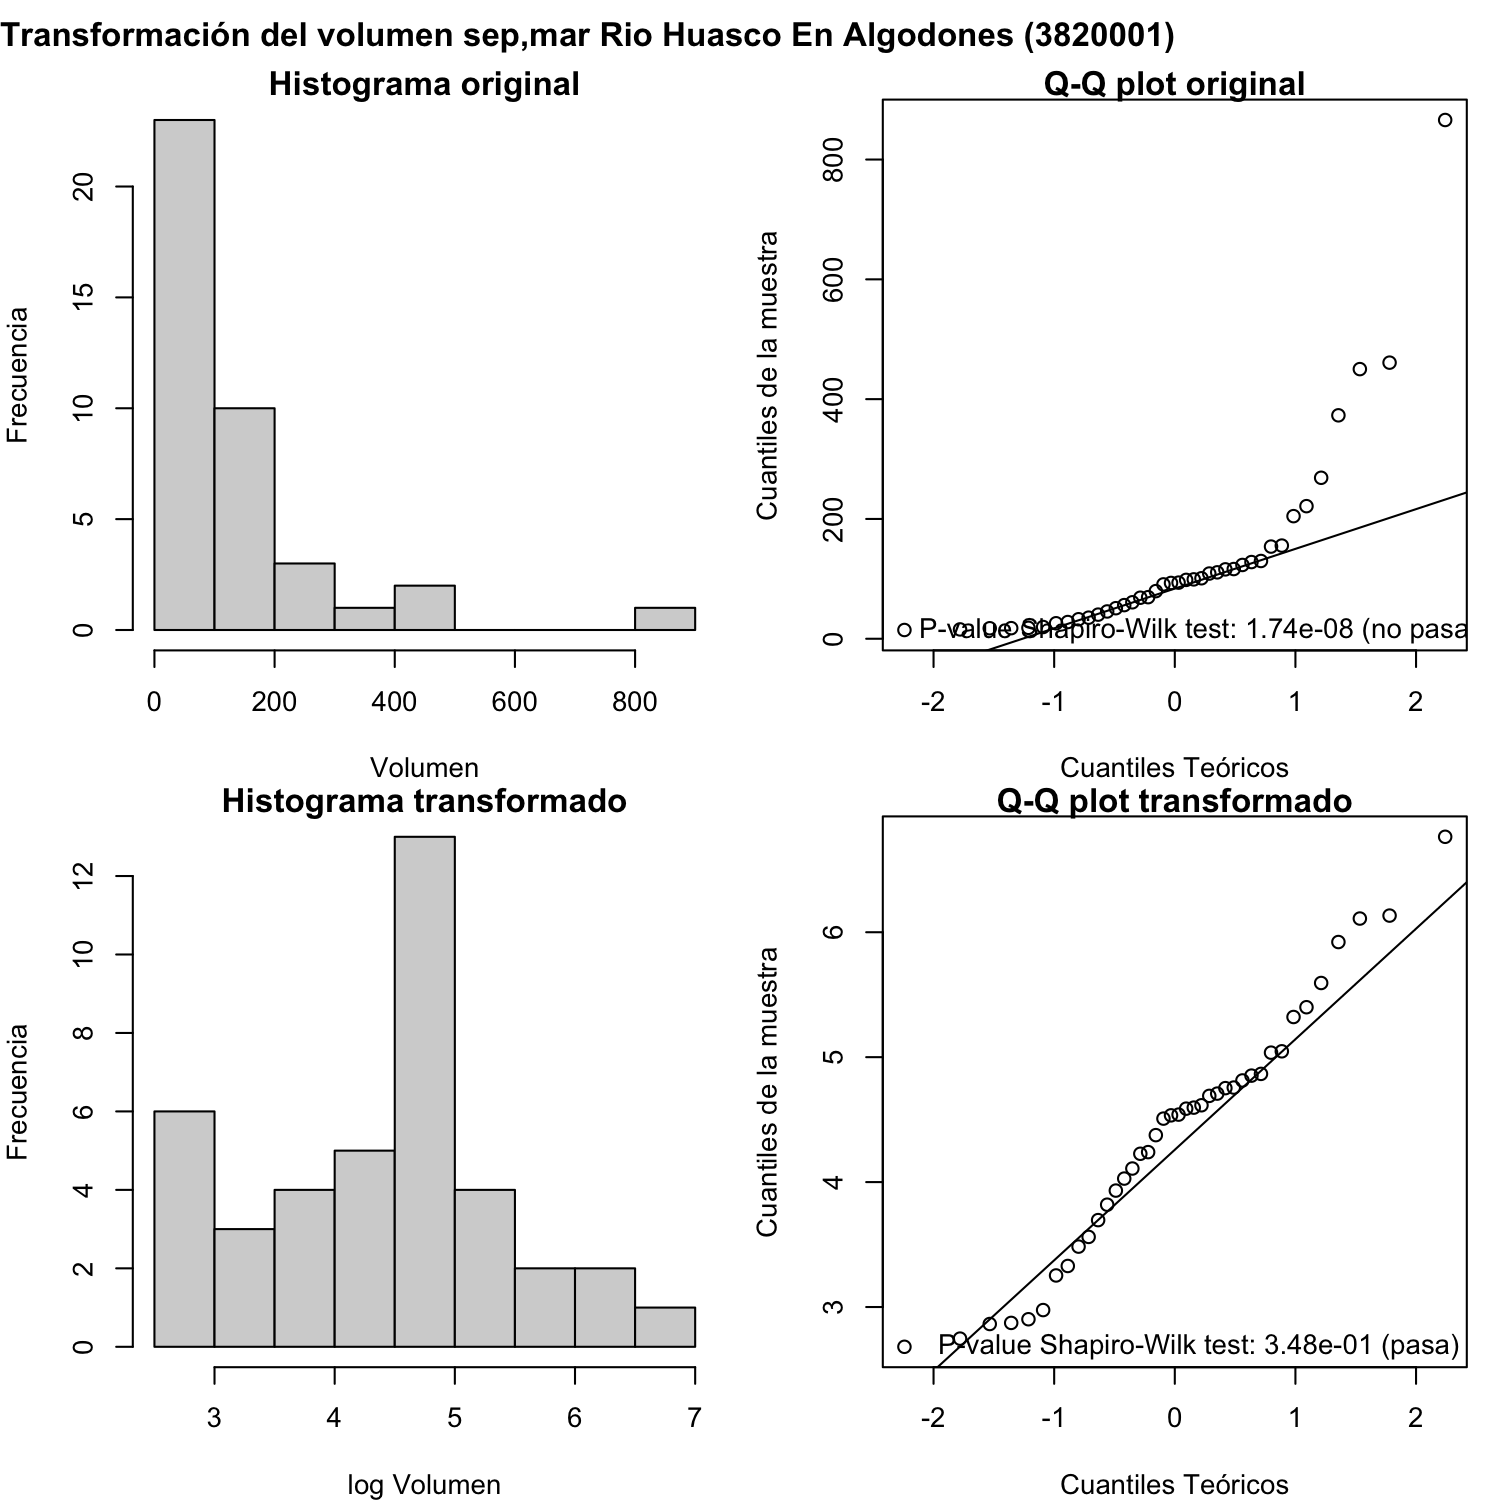 Transformación del volumen sep,mar Rio Huasco En Algodones (3820001)
Histograma original
Frecuencia
0
5
10
15
20
0 200 400 600 800
Volumen
Q-Q plot original
Cuantiles de la muestra
0
200
400
600
800
P-value Shapiro-Wilk test: 1.74e-08 (no pasa
-2 -1 0 1 2
Cuantiles Teóricos
Histograma transformado
Frecuencia
0
2
4
6
8
10
12
3 4 5 6 7
log Volumen
Q-Q plot transformado
Cuantiles de la muestra
3
4
5
6
P-value Shapiro-Wilk test: 3.48e-01 (pasa)
-2 -1 0 1 2
Cuantiles Teóricos